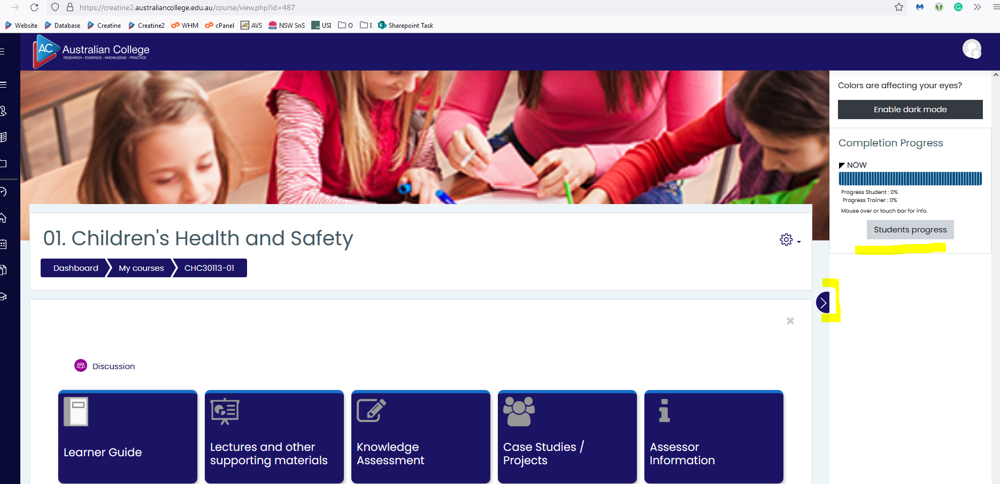 https://creatine2.australiancollege.edu.au/course/view.php?id=487
Website Database Creatine Creatine2 WHM cPanel AVS NSW SnS USI O I Sharepoint Task
AC Australian College
RESEARCH - EVIDENCE - KNOWLEDGE - PRACTICE
Colors are affecting your eyes?
Enable dark mode
Completion Progress
NOW
Progress Student : 0%
Progress Trainer : 0%
Mouse over or touch bar for info.
Students progress
01. Children's Health and Safety
Dashboard My courses CHC30113-01
Discussion
Learner Guide
Lectures and other
supporting materials
Knowledge
Assessment
Case Studies /
Projects
Assessor
Information